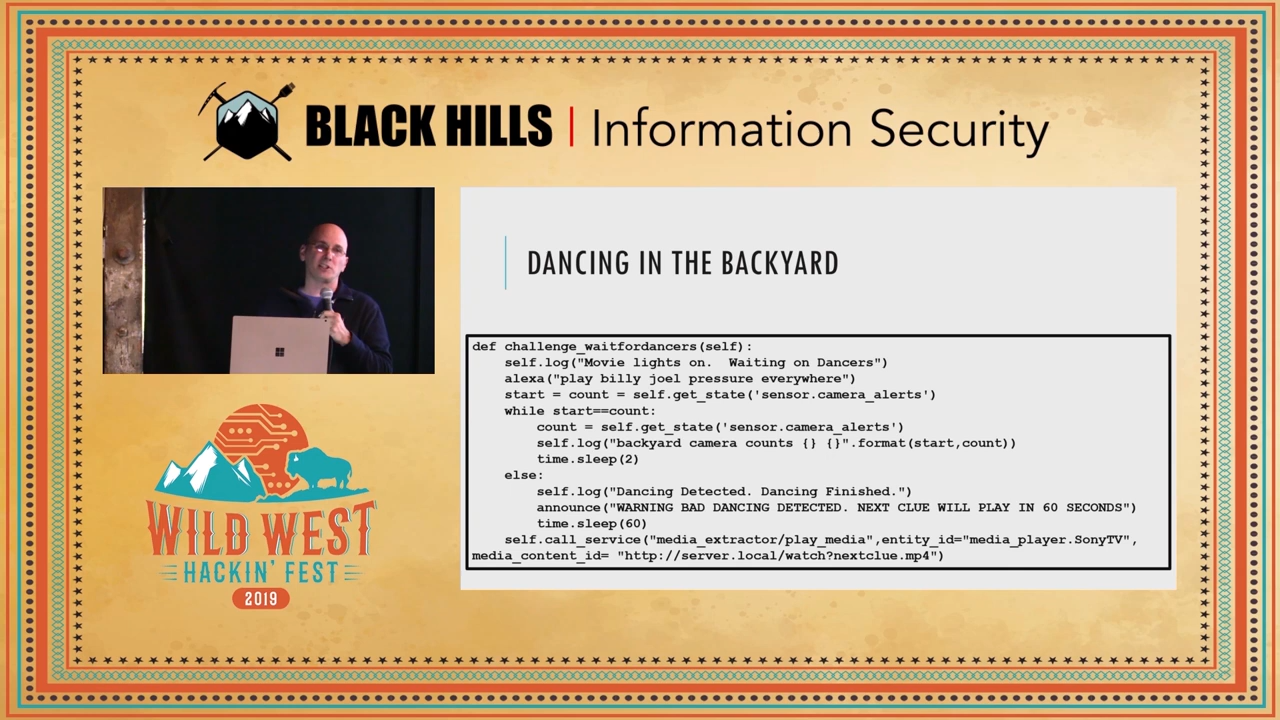 BLACK HILLS | Information Security
DANCING IN THE BACKYARD
def challenge_waitfordancers(self):
    self.log("Movie lights on.  Waiting on Dancers")
    alexa("play billy joel pressure everywhere")
    start = count = self.get_state('sensor.camera_alerts')
    while start==count:
        count = self.get_state('sensor.camera_alerts')
        self.log("backyard camera counts {} {}".format(start,count))
        time.sleep(2)
    else:
        self.log("Dancing Detected. Dancing Finished.")
        announce("WARNING BAD DANCING DETECTED. NEXT CLUE WILL PLAY IN 60 SECONDS")
        time.sleep(60)
    self.call_service("media_extractor/play_media",entity_id="media_player.SonyTV",
media_content_id= "http://server.local/watch?nextclue.mp4")
WILD WEST
HACKIN' FEST
2019